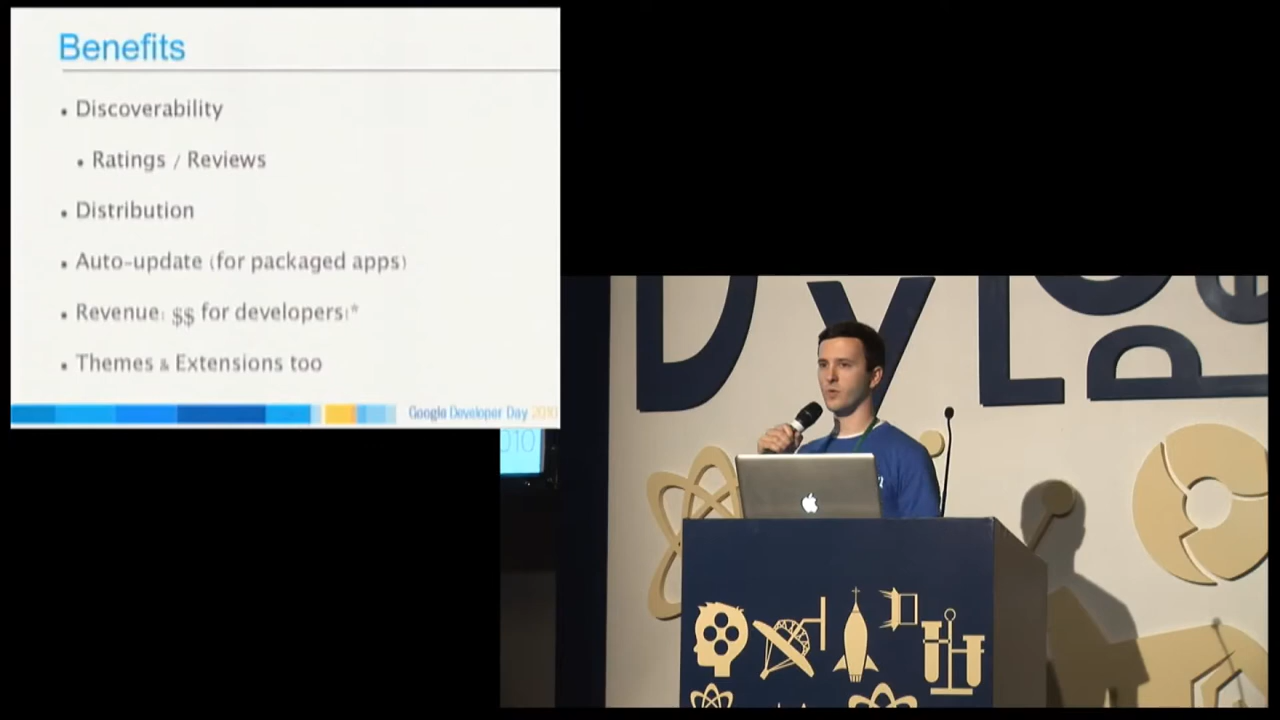 Benefits
• Discoverability
• Ratings / Reviews
• Distribution
• Auto-update (for packaged apps)
• Revenue: $$ for developers!*
• Themes & Extensions too
Google Developer Day 2010